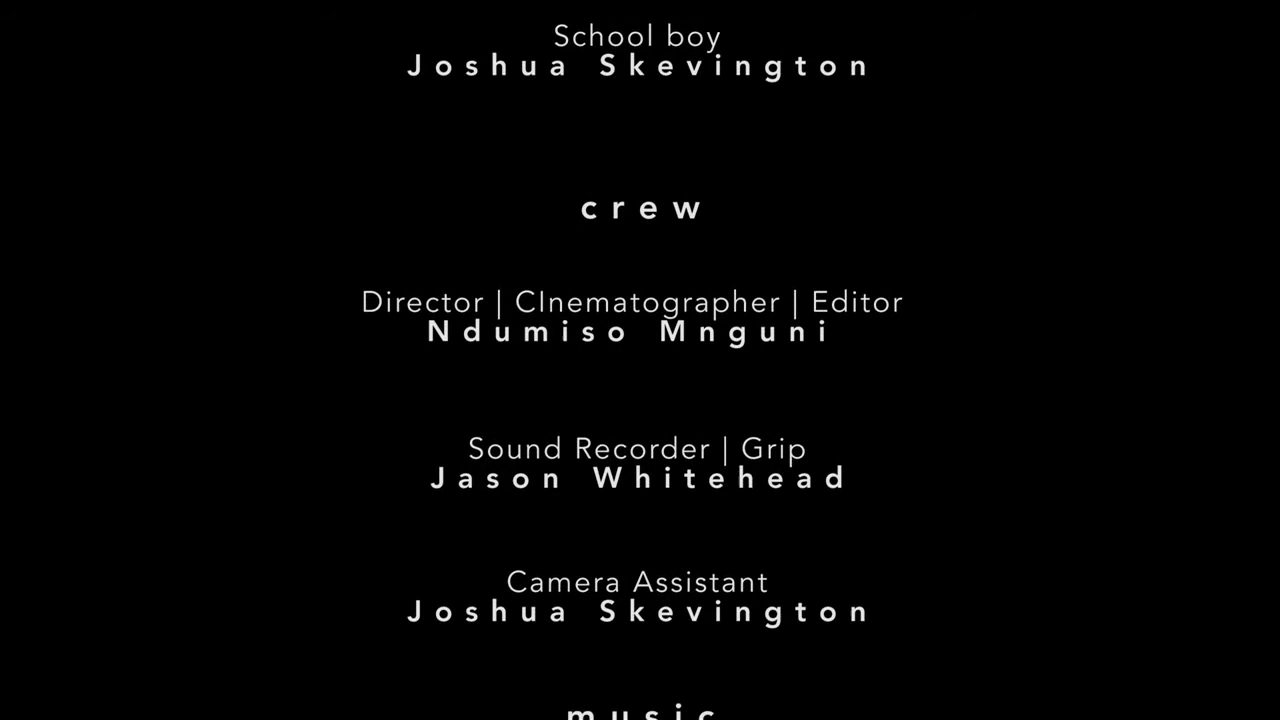 School boy
Joshua Skevington
crew
Director | CInematographer | Editor
Ndumiso Mnguni
Sound Recorder | Grip
Jason Whitehead
Camera Assistant
Joshua Skevington
music